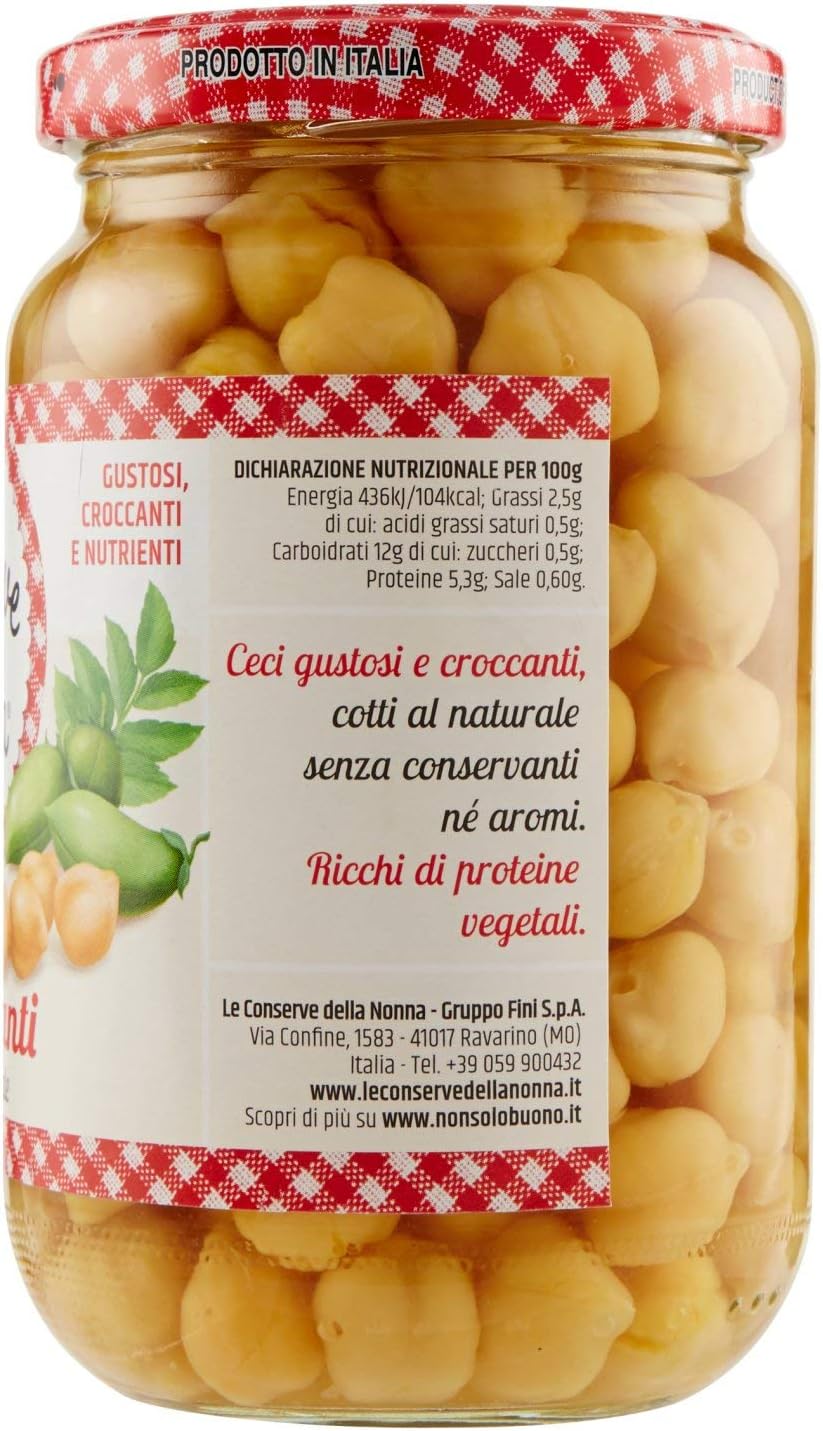 PRODOTTO IN ITALIA
GUSTOSI,
CROCCANTI
E NUTRIENTI
DICHIARAZIONE NUTRIZIONALE PER 100g
Energia 436kJ/104kcal; Grassi 2,5g
di cui: acidi grassi saturi 0,5g;
Carboidrati 12g di cui: zuccheri 0,5g;
Proteine 5,3g; Sale 0,60g.
Ceci gustosi e croccanti,
cotti al naturale
senza conservanti
né aromi.
Ricchi di proteine
vegetali.
Le Conserve della Nonna - Gruppo Fini S.p.A.
Via Confine, 1583 - 41017 Ravarino (MO)
Italia - Tel. +39 059 900432
www.leconservedellanonna.it
Scopri di più su www.nonsolobuono.it